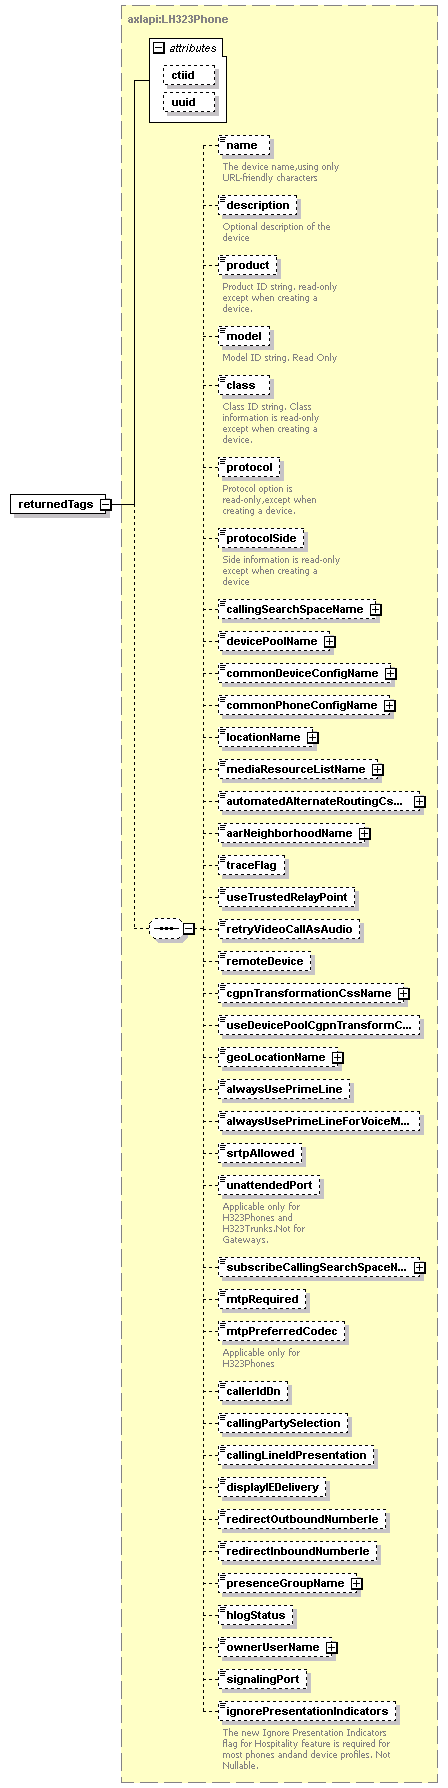 axlapi:LH323Phone
attributes
ctiid
uuid
name
The device name,using only
URL-friendly characters
description
Optional description of the
device
product
Product ID string. read-only
except when creating a
device.
model
Model ID string. Read Only
class
Class ID string. Class
information is read-only
except when creating a
device.
protocol
Protocol option is
read-only,except when
creating a device.
returnedTags
protocolSide
Side information is read-only
except when creating a
device
callingSearchSpaceName
devicePoolName
commonDeviceConfigName
commonPhoneConfigName
locationName
mediaResourceListName
automatedAlternateRoutingCs...
aarNeighborhoodName
traceFlag
useTrustedRelayPoint
retryVideoCallAsAudio
remoteDevice
cgpnTransformationCssName
useDevicePoolCgpnTransformC...
geoLocationName
alwaysUsePrimeLine
alwaysUsePrimeLineForVoiceM...
srtpAllowed
unattendedPort
Applicable only for
H323Phones and
H323Trunks.Not for
Gateways.
subscribeCallingSearchSpaceN...
mtpRequired
mtpPreferredCodec
Applicable only for
H323Phones
callerIdDn
callingPartySelection
callingLineIdPresentation
displayIEDelivery
redirectOutboundNumberIe
redirectInboundNumberIe
presenceGroupName
hlogStatus
ownerUserName
signalingPort
ignorePresentationIndicators
The new Ignore Presentation Indicators
flag for Hospitality feature is required for
most phones andand device profiles. Not
Nullable.